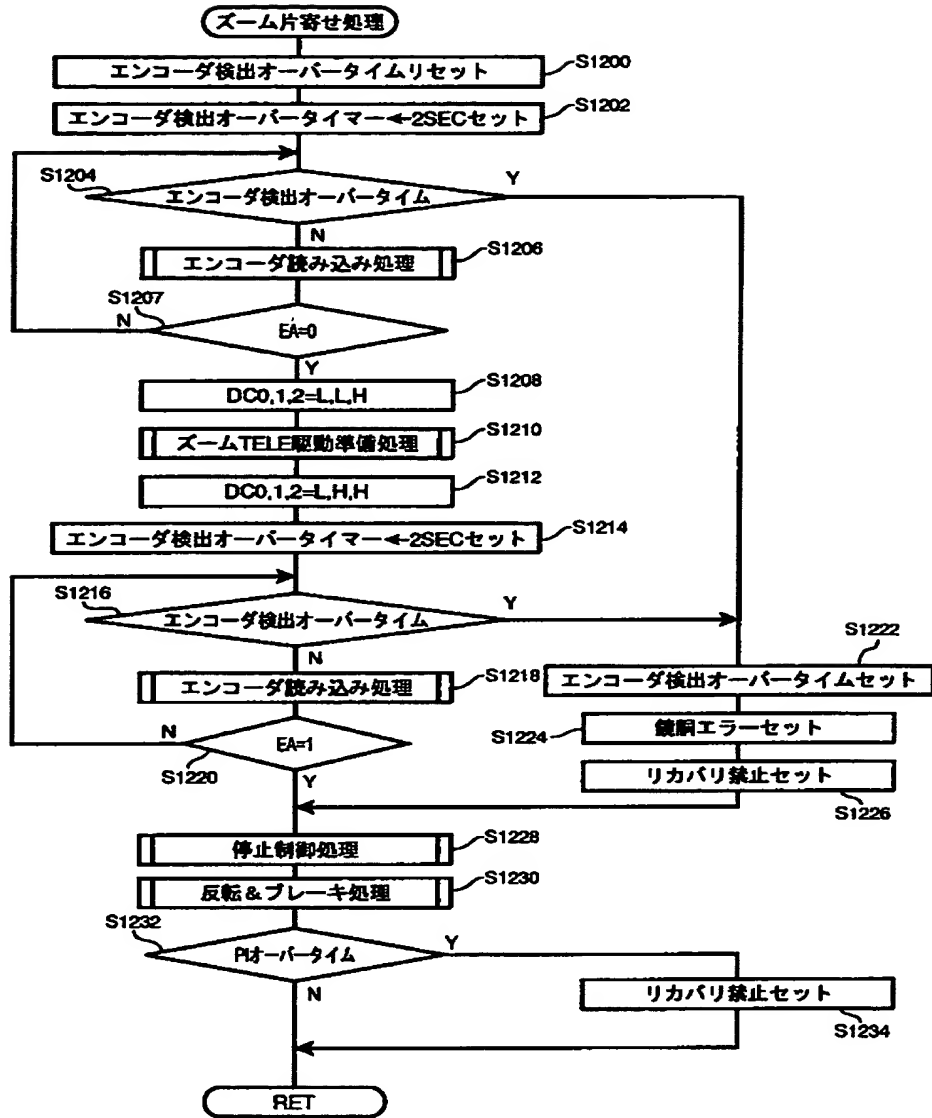 ズーム片寄せ処理
エンコーダ検出オーバータイムリセット
S1200
エンコーダ検出オーバータイマー←2SECセット
S1202
S1204
エンコーダ検出オーバータイム
Y
N
エンコーダ読み込み処理
S1206
S1207
N
EA=0
Y
DC0,1,2=L,L,H
S1208
ズームTELE駆動準備処理
S1210
DC0,1,2=L,H,H
S1212
エンコーダ検出オーバータイマー←2SECセット
S1214
S1216
エンコーダ検出オーバータイム
Y
N
エンコーダ読み込み処理
S1218
N
EA=1
S1220
Y
S1222
エンコーダ検出オーバータイムセット
S1224
鏡胴エラーセット
リカバリ禁止セット
S1226
停止制御処理
S1228
反転&ブレーキ処理
S1230
S1232
PIオーバータイム
Y
N
リカバリ禁止セット
S1234
RET